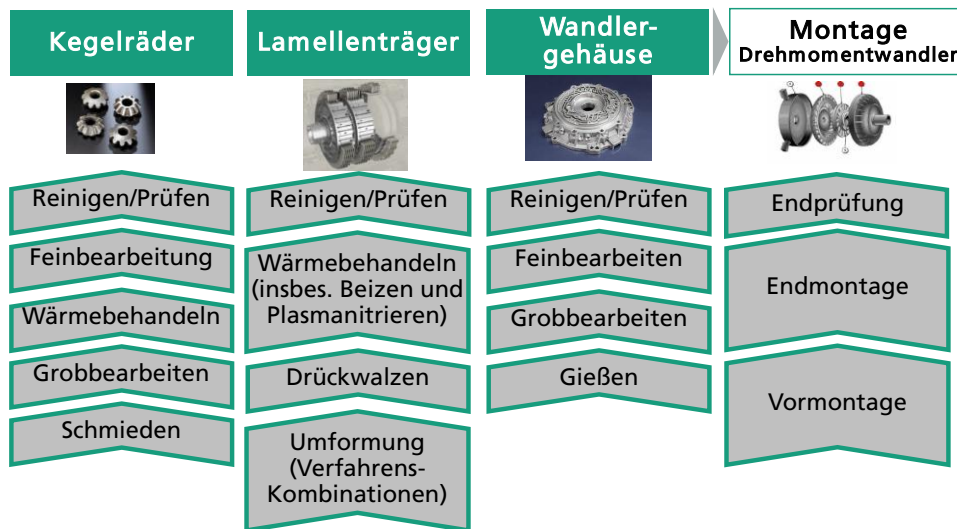 Kegelräder
Reinigen/Prüfen
Feinbearbeitung
Wärmebehandeln
Grobbearbeiten
Schmieden
Lamellenträger
Reinigen/Prüfen
Wärmebehandeln
(insbes. Beizen und
Plasmanitrieren)
Drückwalzen
Umformung
(Verfahrens-
Kombinationen)
Wandler-
gehäuse
Reinigen/Prüfen
Feinbearbeiten
Grobbearbeiten
Gießen
Montage
Drehmomentwandler
Endprüfung
Endmontage
Vormontage